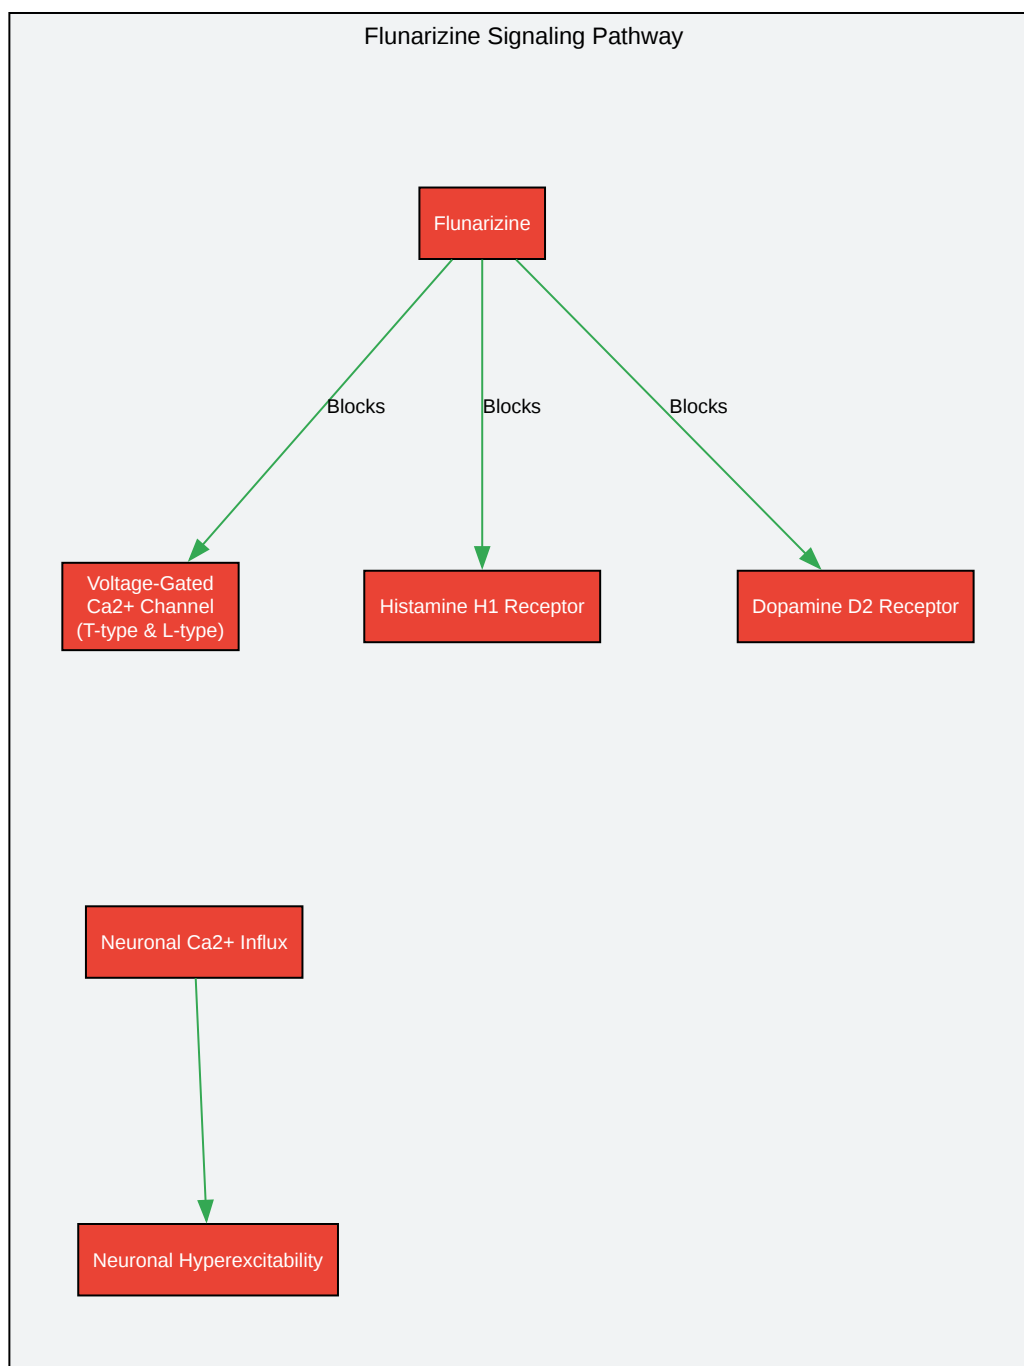 Flunarizine Signaling Pathway
Flunarizine
Blocks
Blocks
Blocks
Voltage-Gated
Ca2+ Channel
(T-type & L-type)
Histamine H1 Receptor
Dopamine D2 Receptor
Neuronal Ca2+ Influx
Neuronal Hyperexcitability